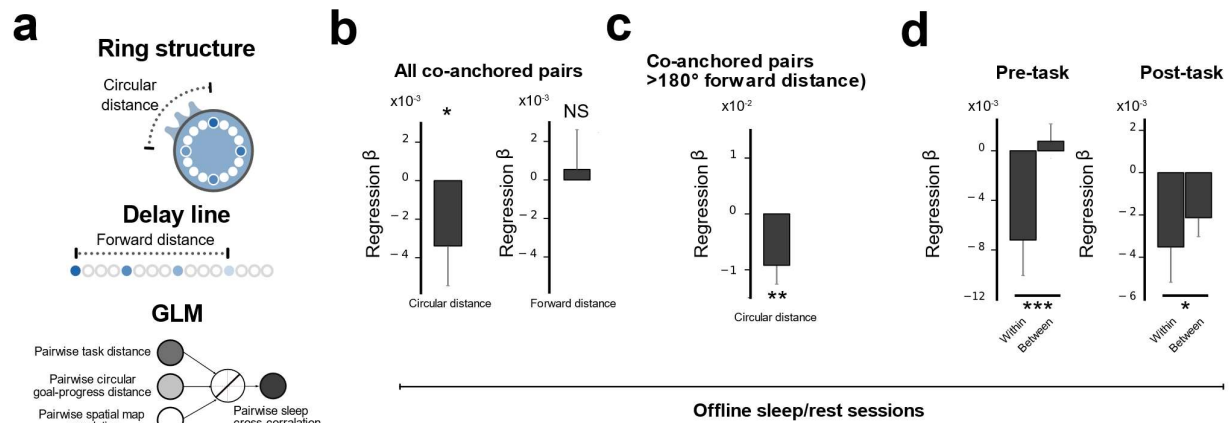 a
Ring structure
Circular
distance
Delay line
Forward distance
GLM
Pairwise task distance
Pairwise circular
goal-progress distance
Pairwise spatial map
Pairwise sleep
b
All co-anchored pairs
x10-3
*
2
0
−2
−4
Regression β
Circular distance
x10-3
NS
2
0
−2
−4
Regression β
Forward distance
c
Co-anchored pairs
>180° forward distance)
x10-2
1
0
−1
Regression β
**
Circular distance
d
Pre-task
x10-3
0
−4
−8
−12
Regression β
***
Within
Between
Post-task
x10-3
2
0
−2
−4
−6
Regression β
*
Within
Between
Offline sleep/rest sessions